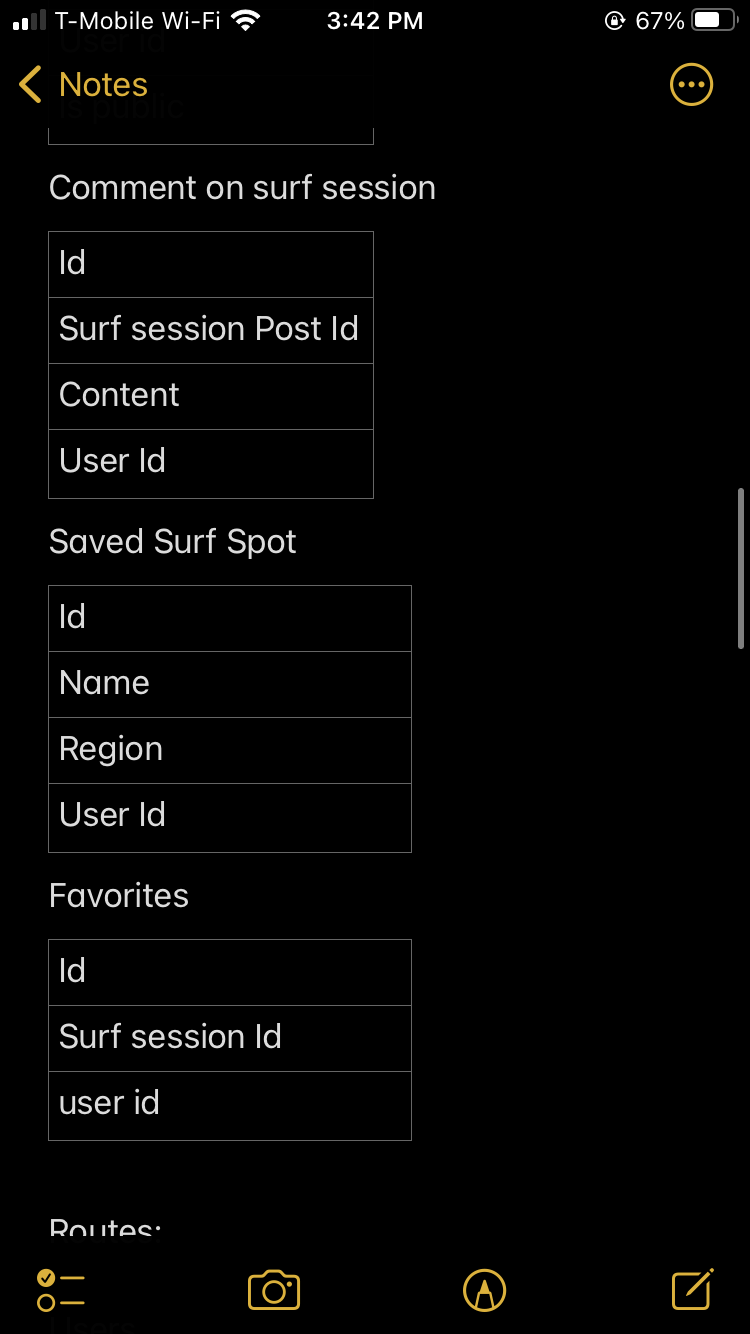 T-Mobile Wi-Fi 3:42 PM 67%
User Id
Notes
Is public
Comment on surf session
Id
Surf session Post Id
Content
User Id
Saved Surf Spot
Id
Name
Region
User Id
Favorites
Id
Surf session Id
user id
Routes:
Users